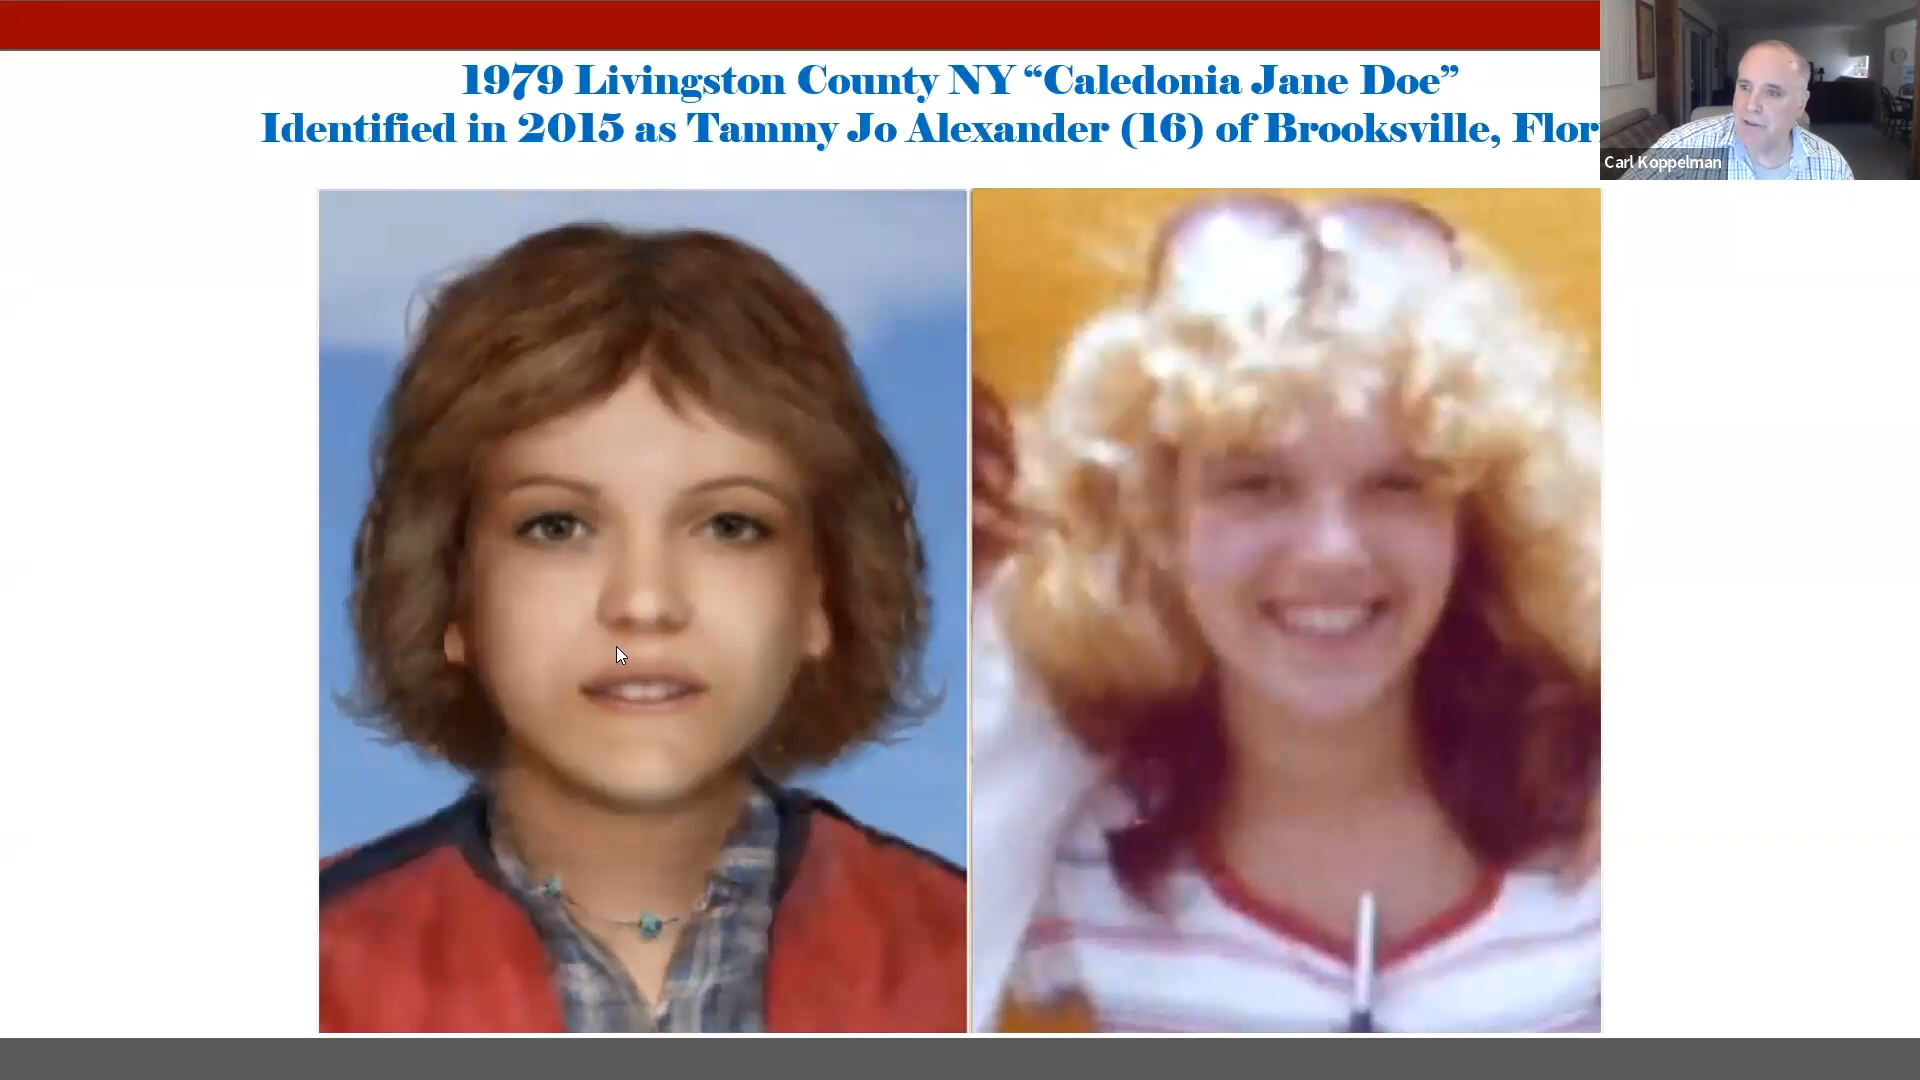 1979 Livingston County NY “Caledonia Jane Doe”
Identified in 2015 as Tammy Jo Alexander (16) of Brooksville, Flor
Carl Koppelman